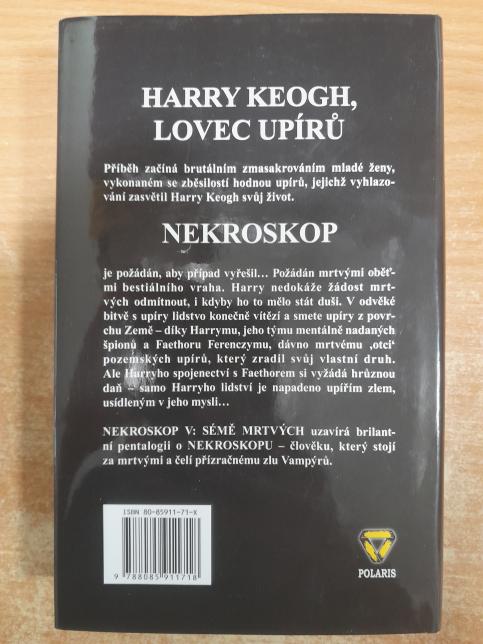 HARRY KEOGH,
LOVEC UPÍRŮ
Příběh začíná brutálním zmasakrováním mladé ženy,
vykonaném se zběsilostí hodnou upírů, jejichž vyhlazo-
vání zasvětil Harry Keogh svůj život.
NEKROSKOP
je požádán, aby případ vyřešil... Požádán mrtvými oběť-
mi bestiálního vraha. Harry nedokáže žádost mrt-
vých odmítnout, i kdyby ho to mělo stát duši. V odvěké
bitvě s upíry lidstvo konečně vítězí a smete upíry z povr-
chu Země – díky Harrymu, jeho týmu mentálně nadaných
špionů a Faethoru Ferenczymu, dávno mrtvému ‚otci‘
pozemských upírů, který zradil svůj vlastní druh.
Ale Harryho spojenectví s Faethorem si vyžádá hrůznou
daň – samo Harryho lidství je napadeno upířím zlem,
usídleným v jeho mysli...
NEKROSKOP V: SÉMĚ MRTVÝCH uzavírá brilant-
ní pentalogii o NEKROSKOPU – člověku, který stojí
za mrtvými a čelí přízračnému zlu Vampýrů.
ISBN 80-85911-71-X
9 788085 911718
POLARIS